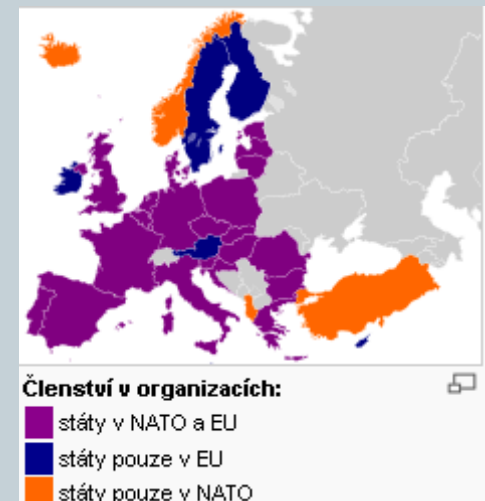 Členství v organizacích:
státy v NATO a EU
státy pouze v EU
státy pouze v NATO